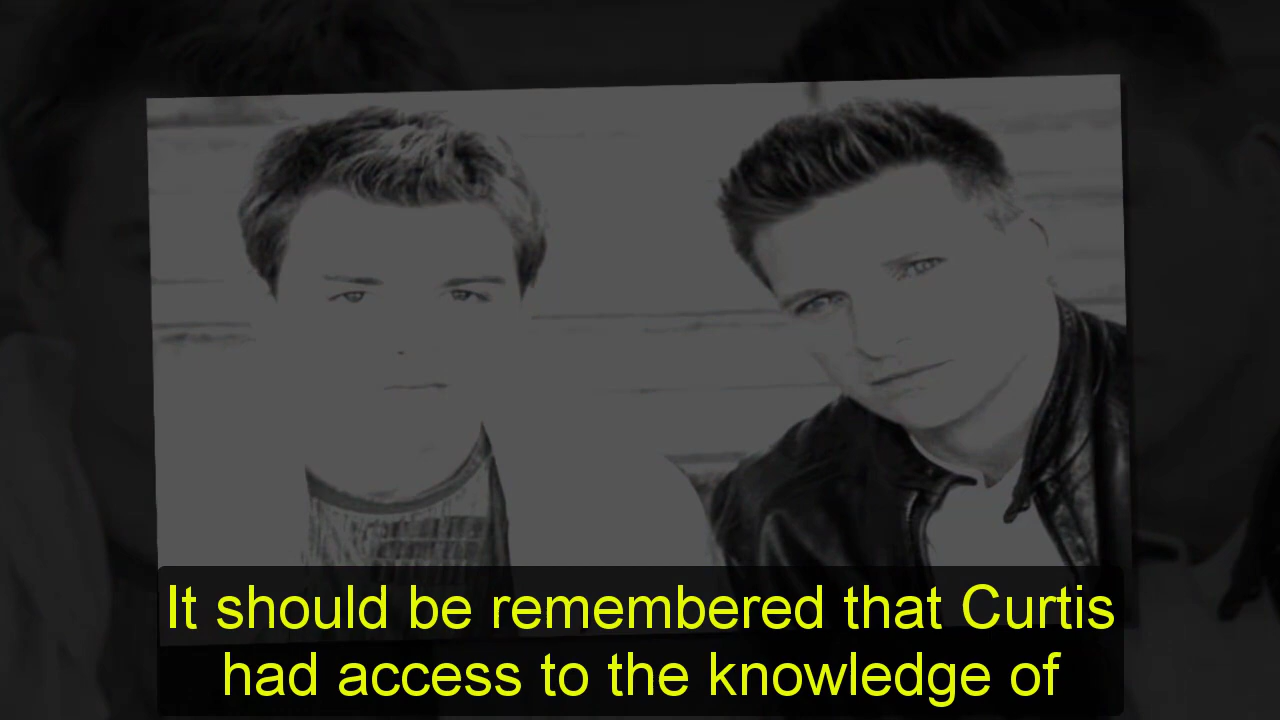 It should be remembered that Curtis
had access to the knowledge of